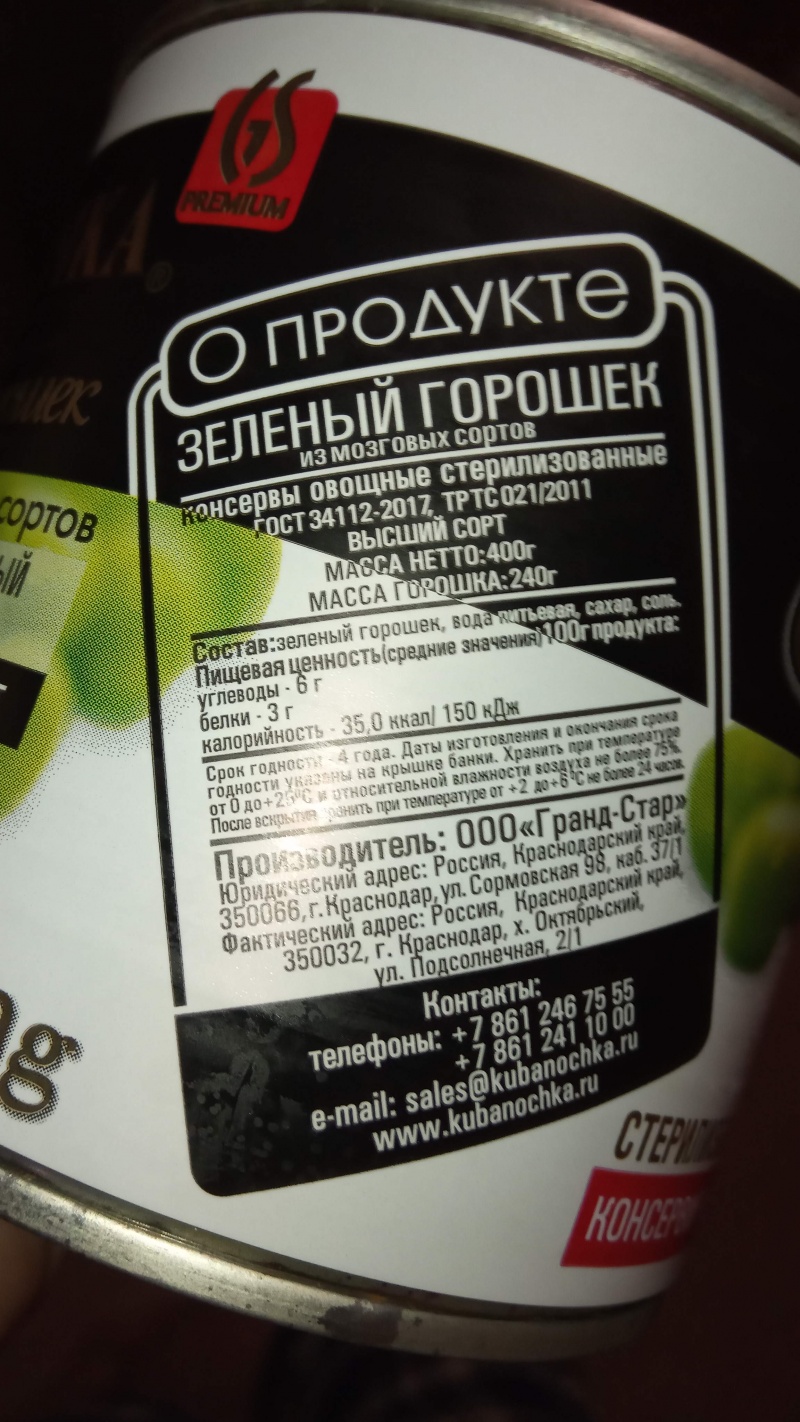 GS
PREMIUM
КА®
О ПРОДУКТЕ
ЗЕЛЕНЫЙ ГОРОШЕК
ИЗ МОЗГОВЫХ СОРТОВ
консервы овощные стерилизованные
ГОСТ 34112-2017, ТР ТС 021/2011
ВЫСШИЙ СОРТ
МАССА НЕТТО:400г
МАССА ГОРОШКА:240г
Состав:зеленый горошек, вода питьевая, сахар, соль.
Пищевая ценность(средние значения)100г продукта:
углеводы - 6 г
белки - 3 г
калорийность - 35,0 ккал/ 150 кДж
Срок годности - 4 года. Даты изготовления и окончания срока
годности указаны на крышке банки. Хранить при температуре
от 0 до+25°С и относительной влажности воздуха не более 75%.
После вскрытия хранить при температуре от +2 до+6°С не более 24 часов.
Производитель: ООО«Гранд-Стар»
Юридический адрес: Россия, Краснодарский край,
350066,г.Краснодар, ул. Сормовская 98, каб. 37/1
Фактический адрес: Россия, Краснодарский край,
350032, г. Краснодар, х. Октябрьский,
ул. Подсолнечная, 2/1
Контакты:
телефоны: +7 861 246 75 55
+7 861 241 10 00
e-mail: sales@kubanochka.ru
www.kubanochka.ru
сортов
ый
g